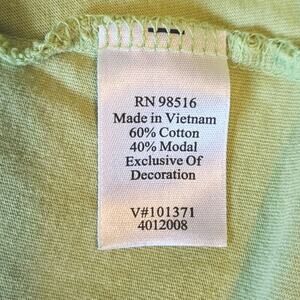 RN 98516
Made in Vietnam
60% Cotton
40% Modal
Exclusive Of
Decoration
V#101371
4012008